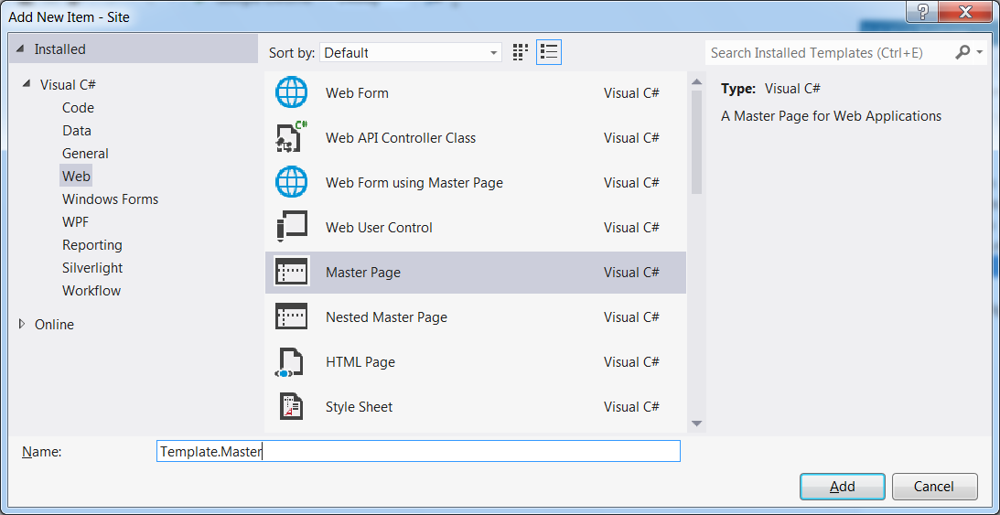 Add New Item - Site
Installed
Visual C#
Code
Data
General
Web
Windows Forms
WPF
Reporting
Silverlight
Workflow
Online
Sort by: Default
Web Form Visual C#
C#
Web API Controller Class Visual C#
Web Form using Master Page Visual C#
Web User Control Visual C#
Master Page Visual C#
Nested Master Page Visual C#
HTML Page Visual C#
Style Sheet Visual C#
Search Installed Templates (Ctrl+E)
Type: Visual C#
A Master Page for Web Applications
Name: Template.Master
Add Cancel